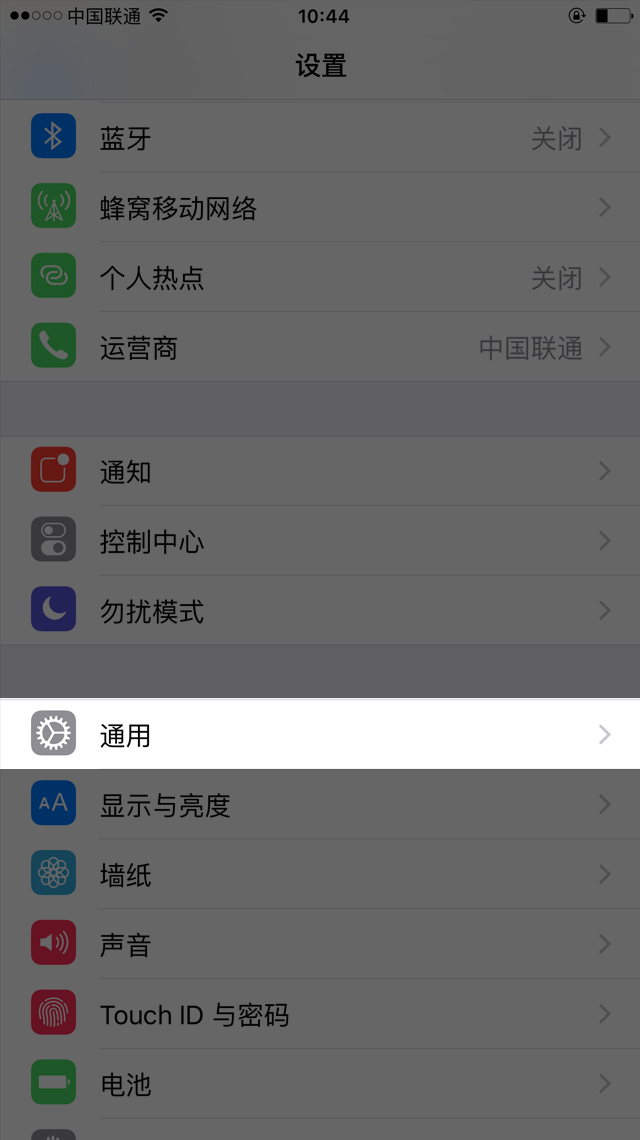 中国联通 10:44
设置
蓝牙 关闭
蜂窝移动网络
个人热点 关闭
运营商 中国联通
通知
控制中心
勿扰模式
通用
AA 显示与亮度
墙纸
声音
Touch ID 与密码
电池